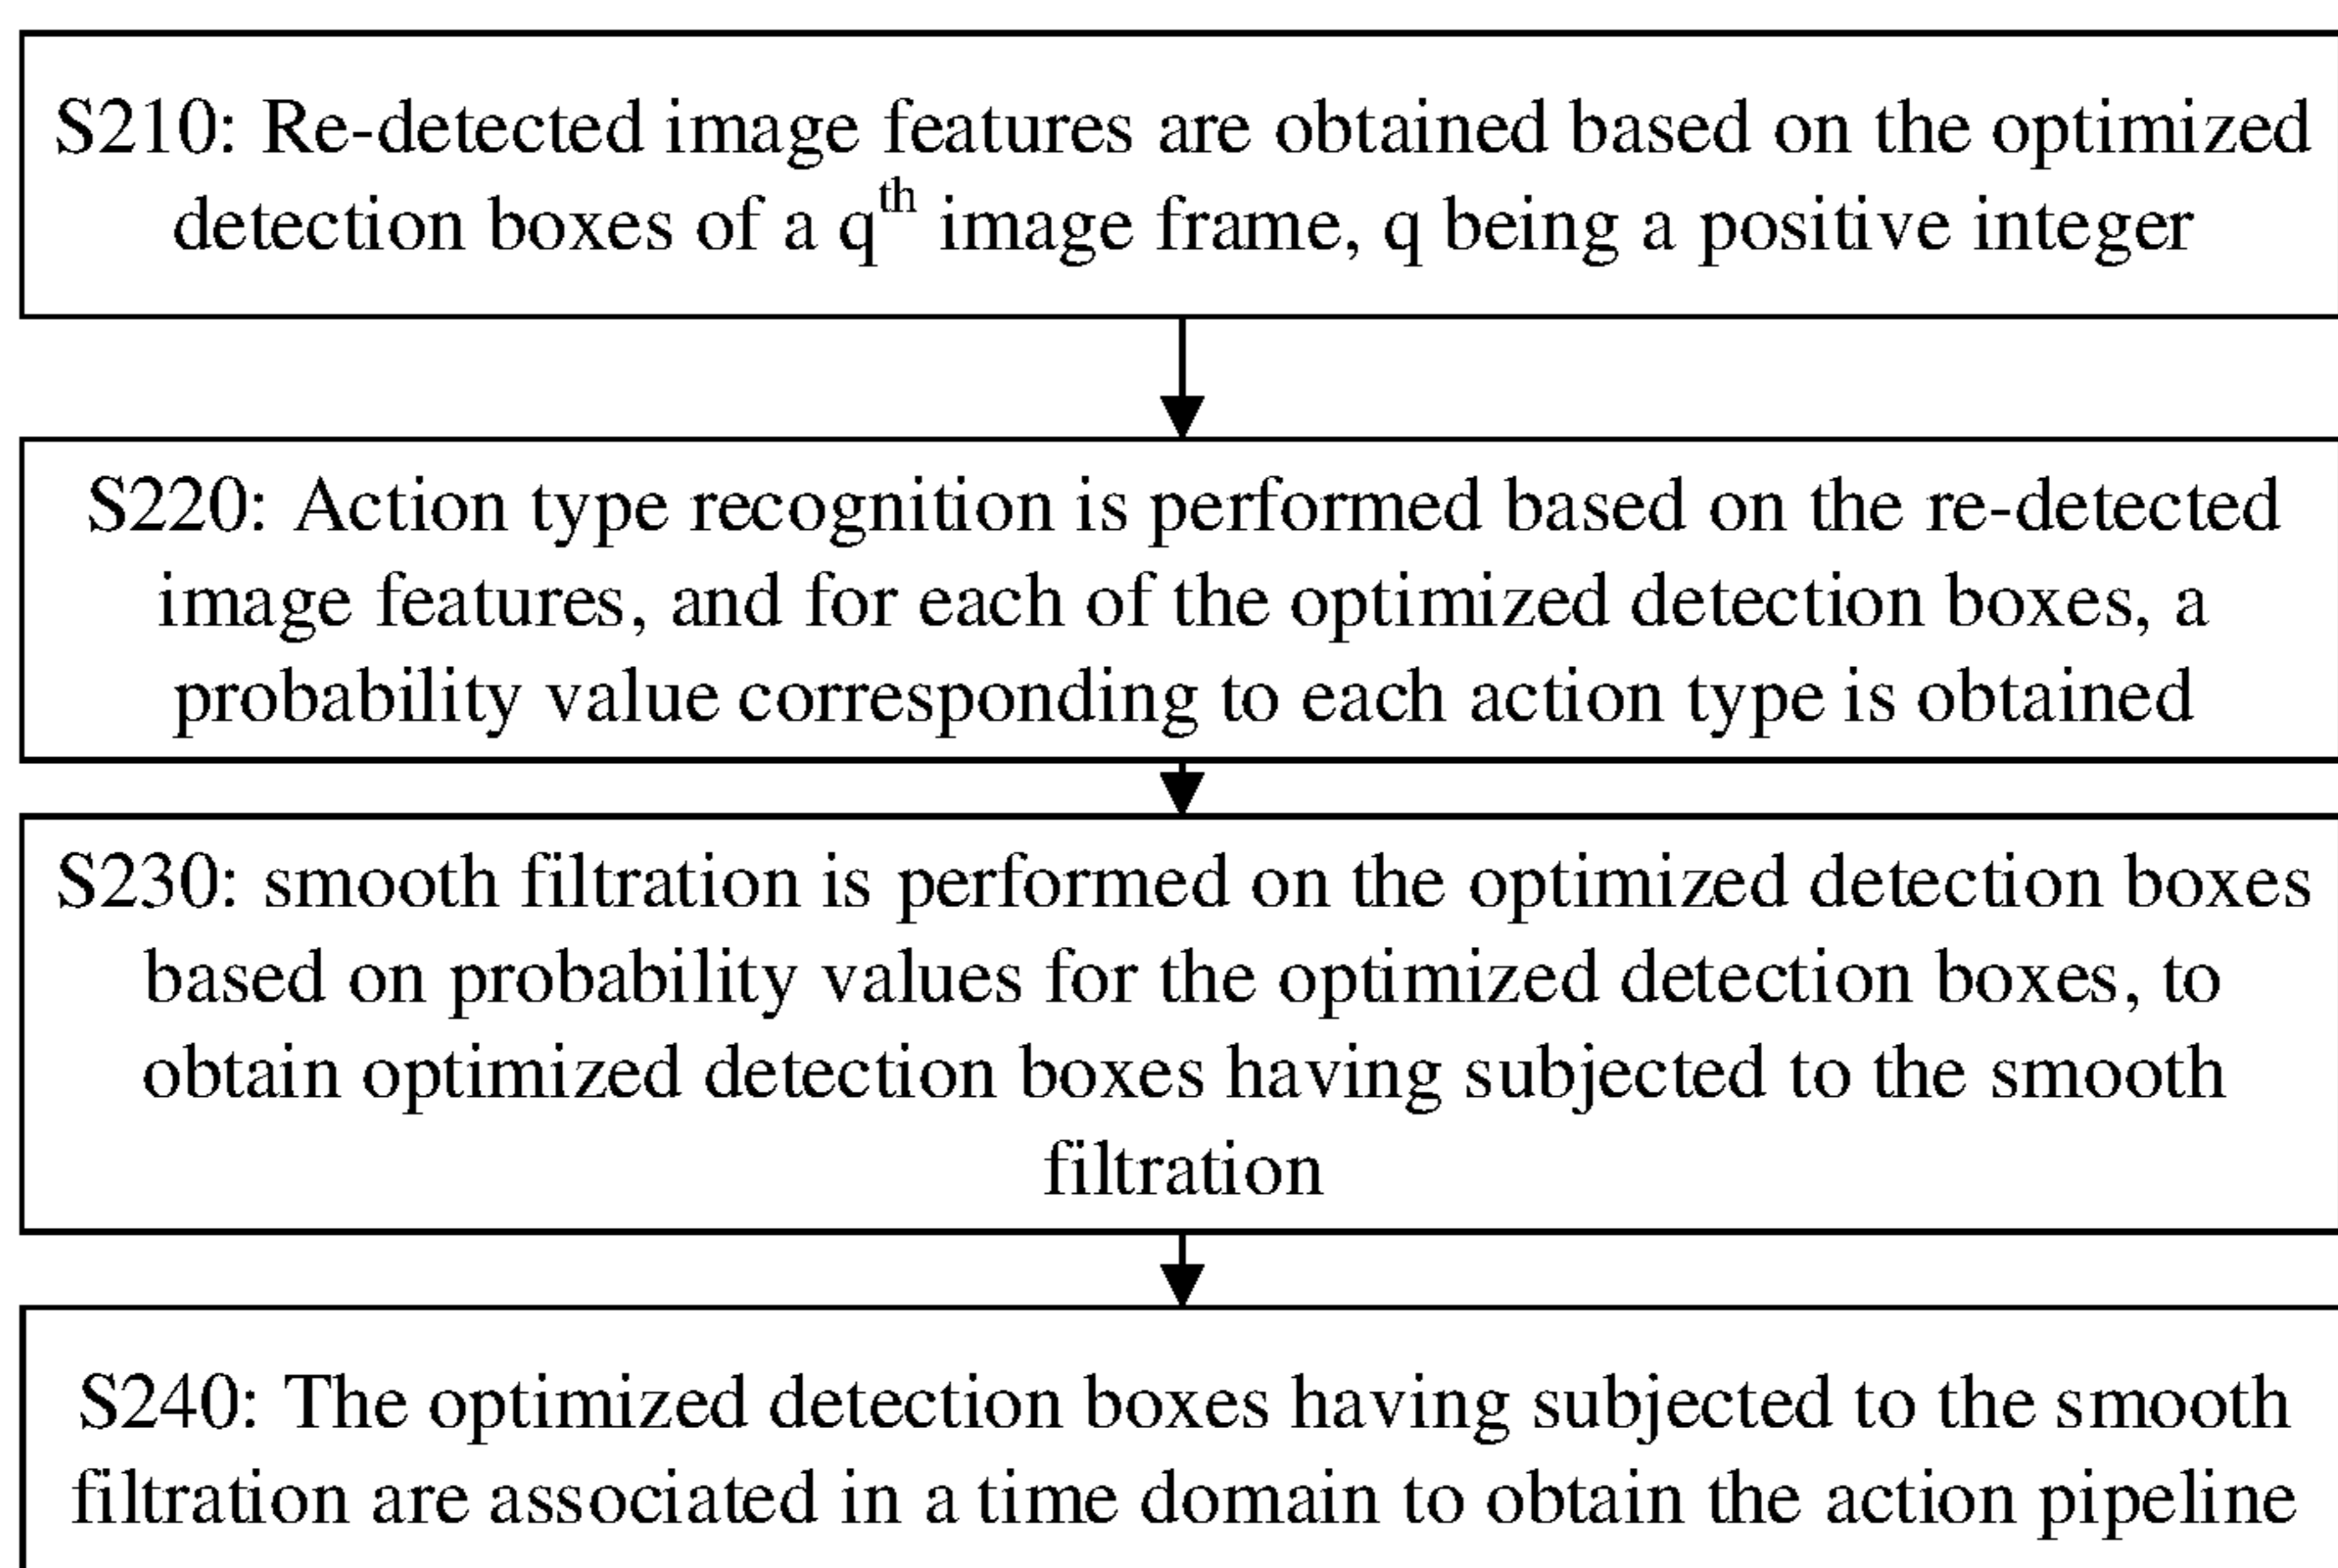 S210: Re-detected image features are obtained based on the optimized
detection boxes of a qth image frame, q being a positive integer
S220: Action type recognition is performed based on the re-detected
image features, and for each of the optimized detection boxes, a
probability value corresponding to each action type is obtained
S230: smooth filtration is performed on the optimized detection boxes
based on probability values for the optimized detection boxes, to
obtain optimized detection boxes having subjected to the smooth
filtration
S240: The optimized detection boxes having subjected to the smooth
filtration are associated in a time domain to obtain the action pipeline